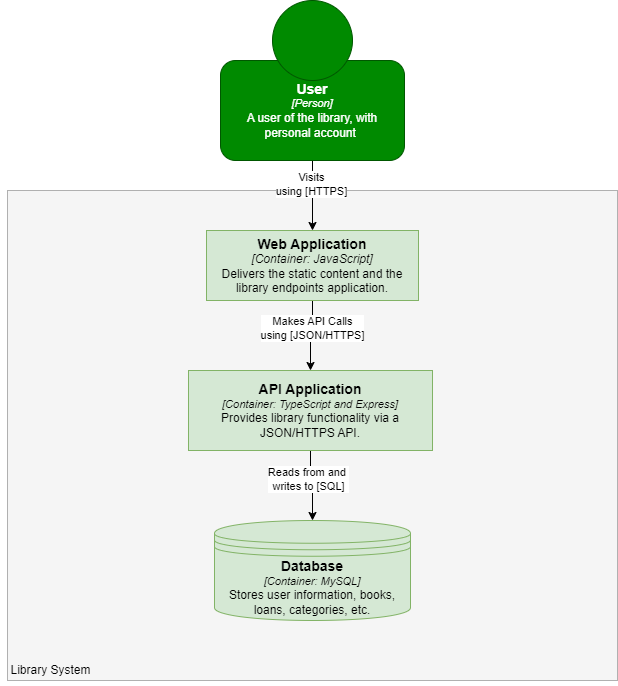 User
[Person]
A user of the library, with
personal account
Visits
using [HTTPS]
Web Application
[Container: JavaScript]
Delivers the static content and the
library endpoints application.
Makes API Calls
using [JSON/HTTPS]
API Application
[Container: TypeScript and Express]
Provides library functionality via a
JSON/HTTPS API.
Reads from and
writes to [SQL]
Database
[Container: MySQL]
Stores user information, books,
loans, categories, etc.
Library System